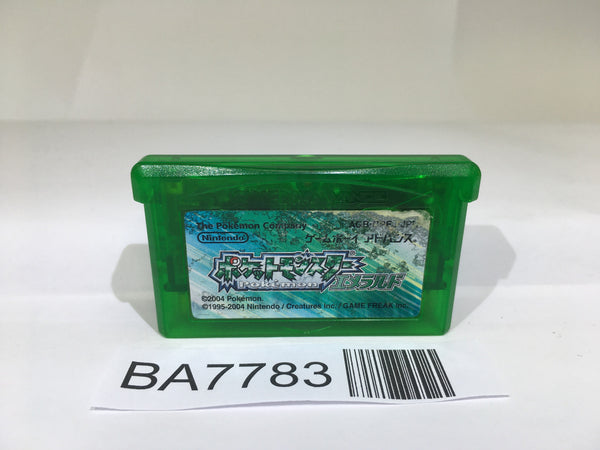 The Pokémon Company
Nintendo
ゲームボーイ アドバンス
ポケットモンスター
Pokémon
エメラルド
©2004 Pokémon.
©1995-2004 Nintendo / Creatures inc. / GAME FREAK inc.
BA7783